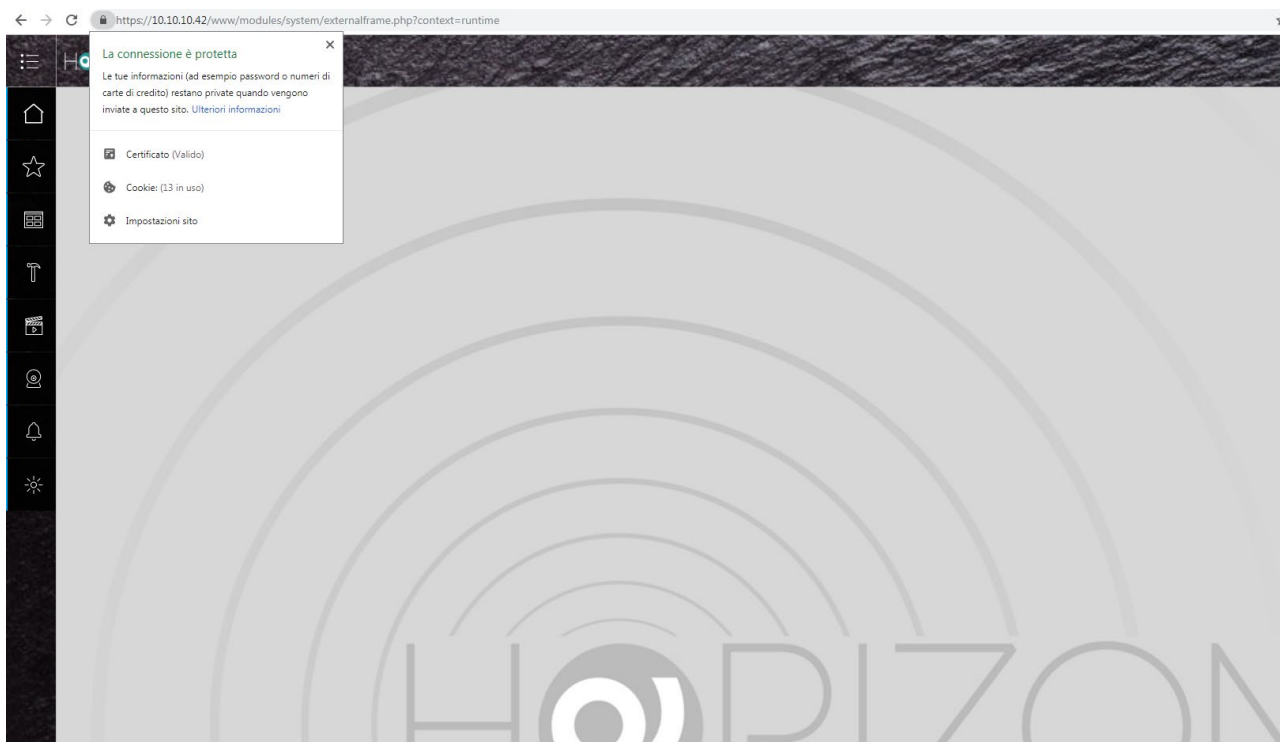 https://10.10.10.42/www/modules/system/externalframe.php?context=runtime
La connessione è protetta
Le tue informazioni (ad esempio password o numeri di
carte di credito) restano private quando vengono
inviate a questo sito. Ulteriori informazioni
Certificato (Valido)
Cookie: (13 in uso)
Impostazioni sito
HORIZON